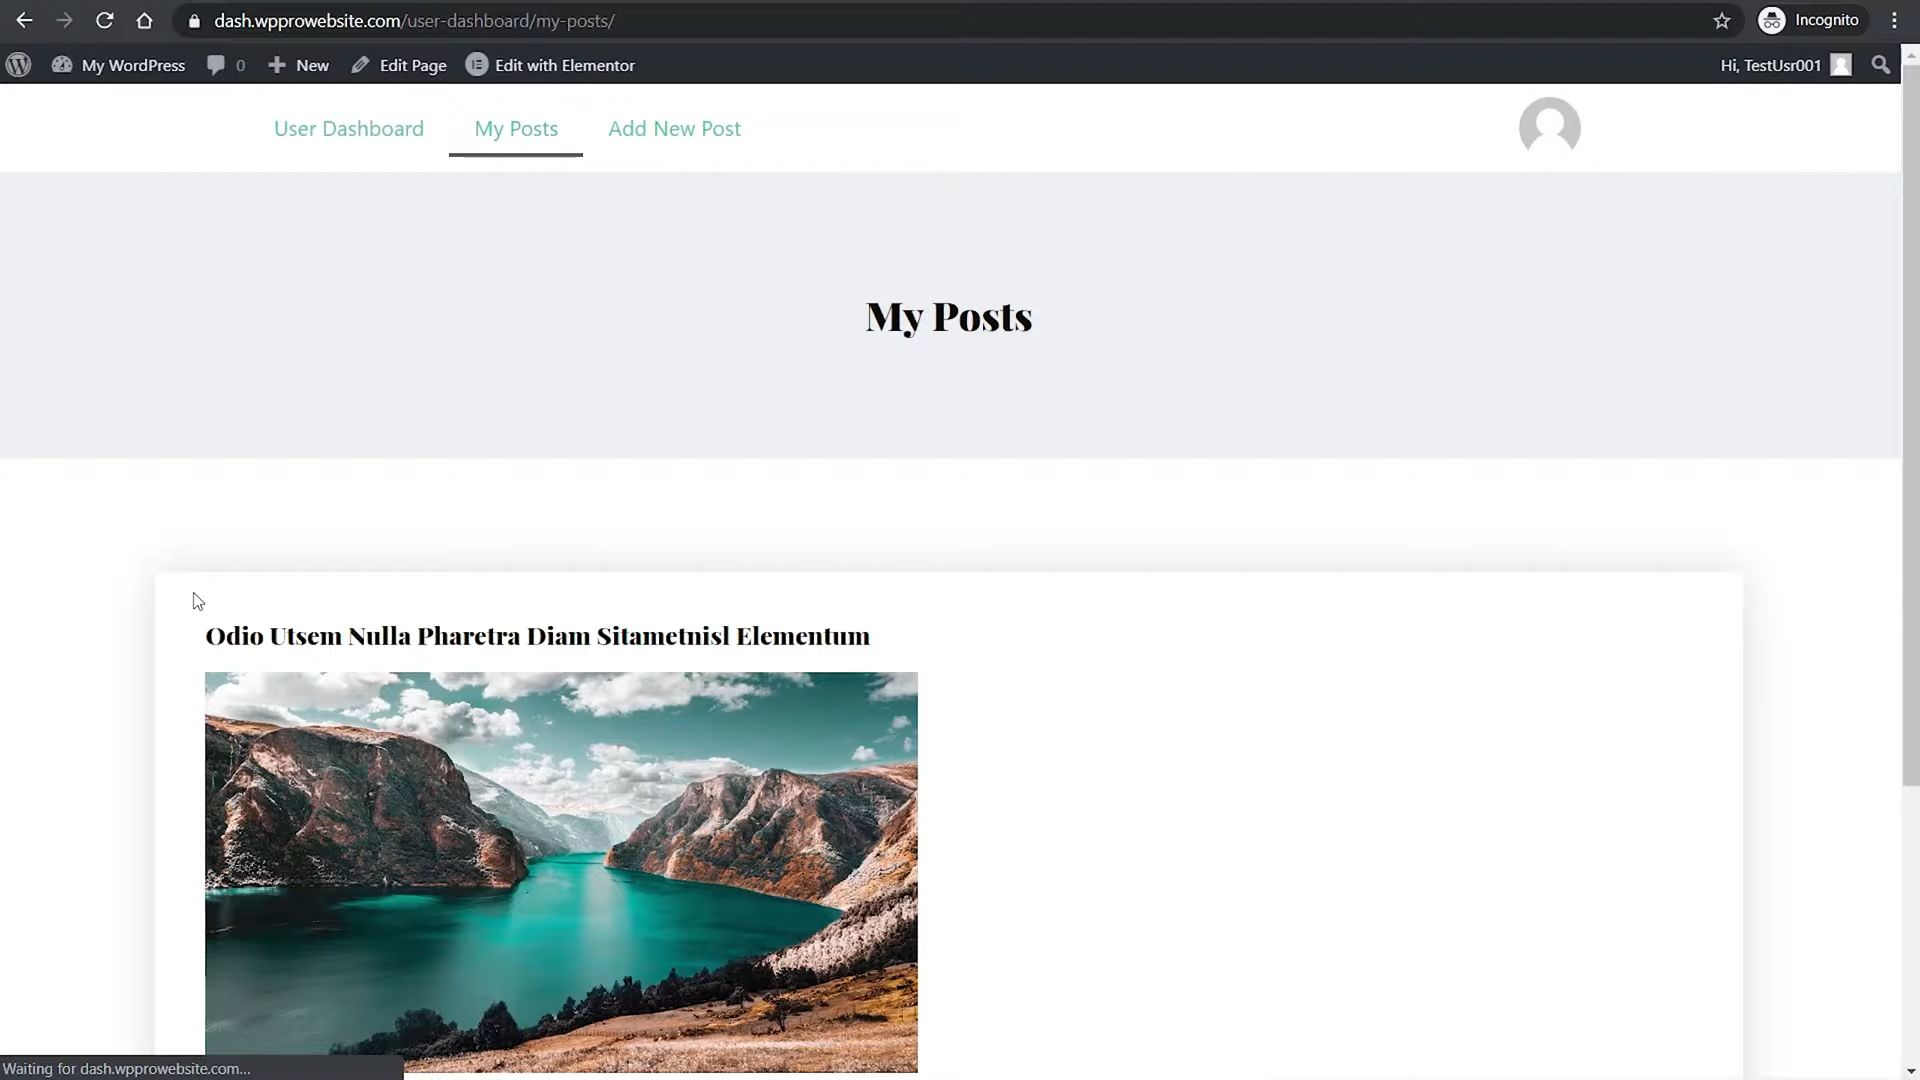 dash.wpprowebsite.com/user-dashboard/my-posts/
Incognito
My WordPress
0
New
Edit Page
Edit with Elementor
Hi, TestUsr001
User Dashboard
My Posts
Add New Post
My Posts
Odio Utsem Nulla Pharetra Diam Sitametnisl Elementum
Waiting for dash.wpprowebsite.com...